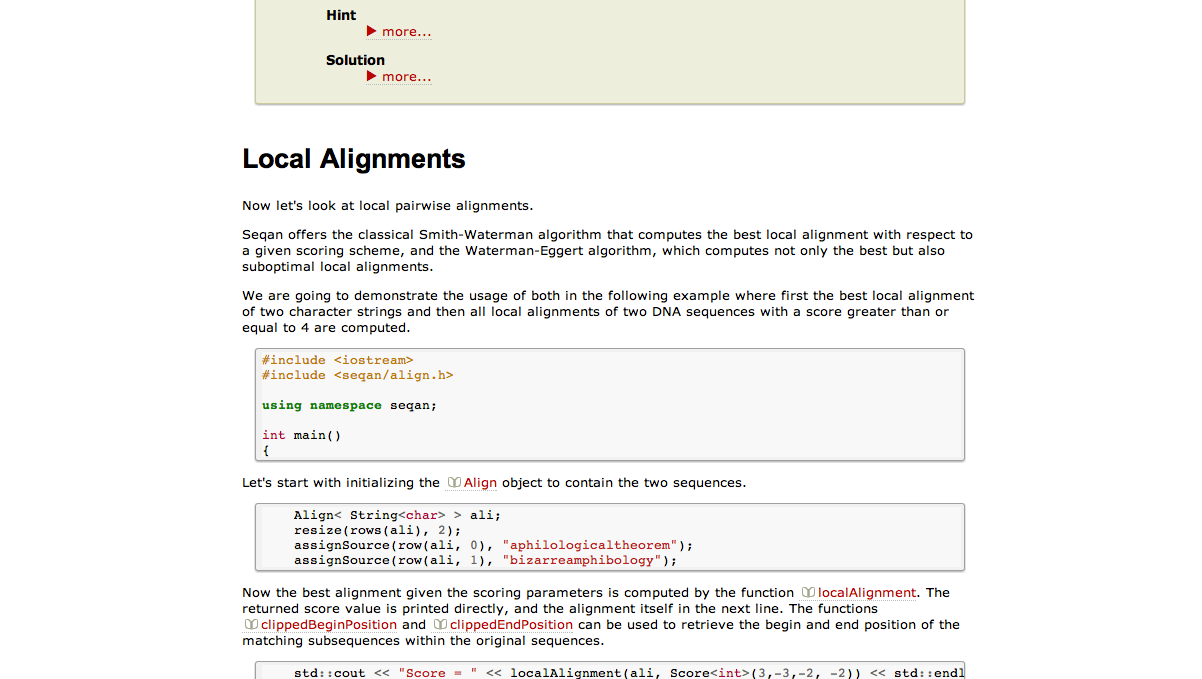 Hint
▶ more...
Solution
▶ more...
Local Alignments
Now let's look at local pairwise alignments.
Seqan offers the classical Smith-Waterman algorithm that computes the best local alignment with respect to
a given scoring scheme, and the Waterman-Eggert algorithm, which computes not only the best but also
suboptimal local alignments.
We are going to demonstrate the usage of both in the following example where first the best local alignment
of two character strings and then all local alignments of two DNA sequences with a score greater than or
equal to 4 are computed.
#include <iostream>
#include <seqan/align.h>
using namespace seqan;
int main()
{
Let's start with initializing the Align object to contain the two sequences.
Align< String<char> > ali;
resize(rows(ali), 2);
assignSource(row(ali, 0), "aphilologicaltheorem");
assignSource(row(ali, 1), "bizarreamphibology");
Now the best alignment given the scoring parameters is computed by the function localAlignment. The
returned score value is printed directly, and the alignment itself in the next line. The functions
clippedBeginPosition and clippedEndPosition can be used to retrieve the begin and end position of the
matching subsequences within the original sequences.
std::cout << "Score = " << localAlignment(ali, Score<int>(3,-3,-2, -2)) << std::endl